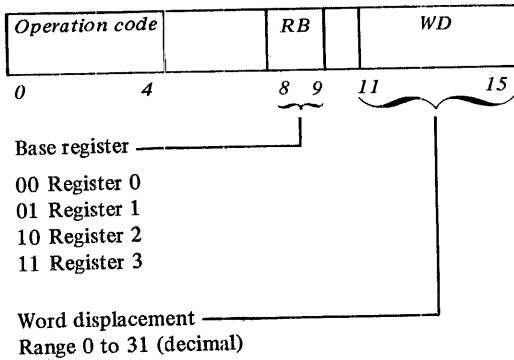 Operation code RB WD
0 4 8 9 11 15
Base register
00 Register 0
01 Register 1
10 Register 2
11 Register 3
Word displacement
Range 0 to 31 (decimal)